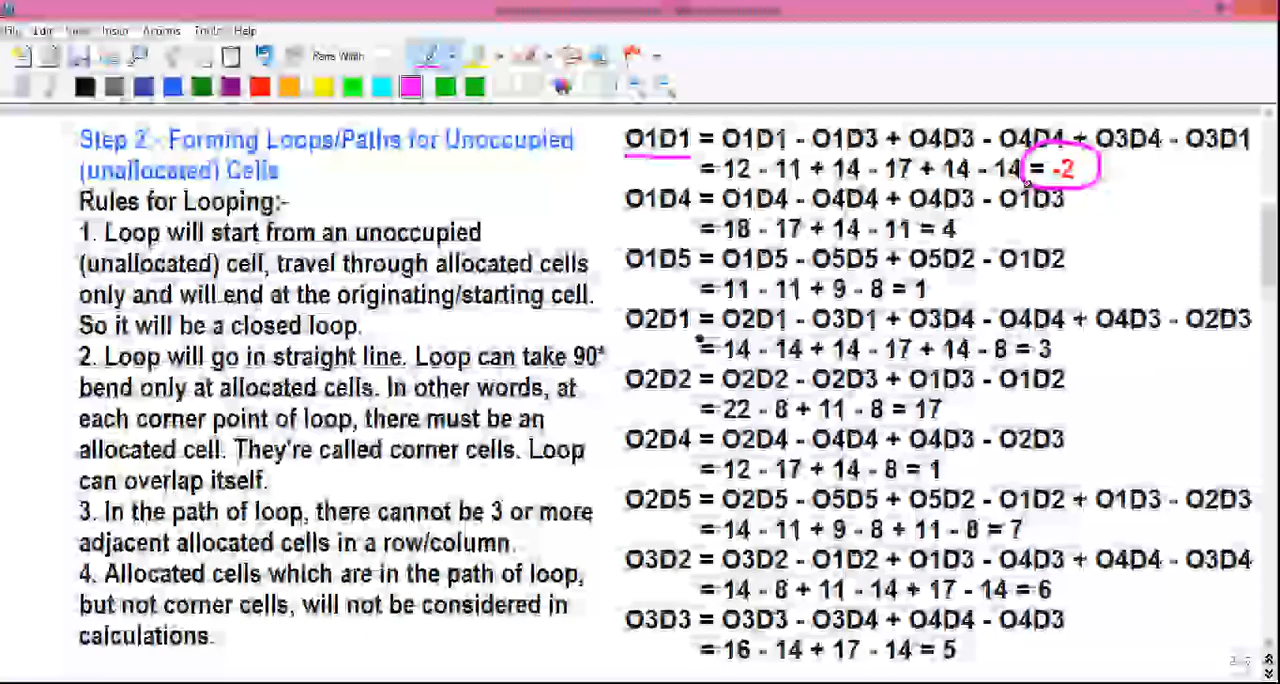 Help
Step 2:- Forming Loops/Paths for Unoccupied
(unallocated) Cells
Rules for Looping:-
1. Loop will start from an unoccupied
(unallocated) cell, travel through allocated cells
only and will end at the originating/starting cell.
So it will be a closed loop.
2. Loop will go in straight line. Loop can take 90°
bend only at allocated cells. In other words, at
each corner point of loop, there must be an
allocated cell. They're called corner cells. Loop
can overlap itself.
3. In the path of loop, there cannot be 3 or more
adjacent allocated cells in a row/column.
4. Allocated cells which are in the path of loop,
but not corner cells, will not be considered in
calculations.
O1D1 = O1D1 - O1D3 + O4D3 - O4D4 + O3D4 - O3D1
= 12 - 11 + 14 - 17 + 14 - 14 = -2
O1D4 = O1D4 - O4D4 + O4D3 - O1D3
= 18 - 17 + 14 - 11 = 4
O1D5 = O1D5 - O5D5 + O5D2 - O1D2
= 11 - 11 + 9 - 8 = 1
O2D1 = O2D1 - O3D1 + O3D4 - O4D4 + O4D3 - O2D3
= 14 - 14 + 14 - 17 + 14 - 8 = 3
O2D2 = O2D2 - O2D3 + O1D3 - O1D2
= 22 - 8 + 11 - 8 = 17
O2D4 = O2D4 - O4D4 + O4D3 - O2D3
= 12 - 17 + 14 - 8 = 1
O2D5 = O2D5 - O5D5 + O5D2 - O1D2 + O1D3 - O2D3
= 14 - 11 + 9 - 8 + 11 - 8 = 7
O3D2 = O3D2 - O1D2 + O1D3 - O4D3 + O4D4 - O3D4
= 14 - 8 + 11 - 14 + 17 - 14 = 6
O3D3 = O3D3 - O3D4 + O4D4 - O4D3
= 16 - 14 + 17 - 14 = 5